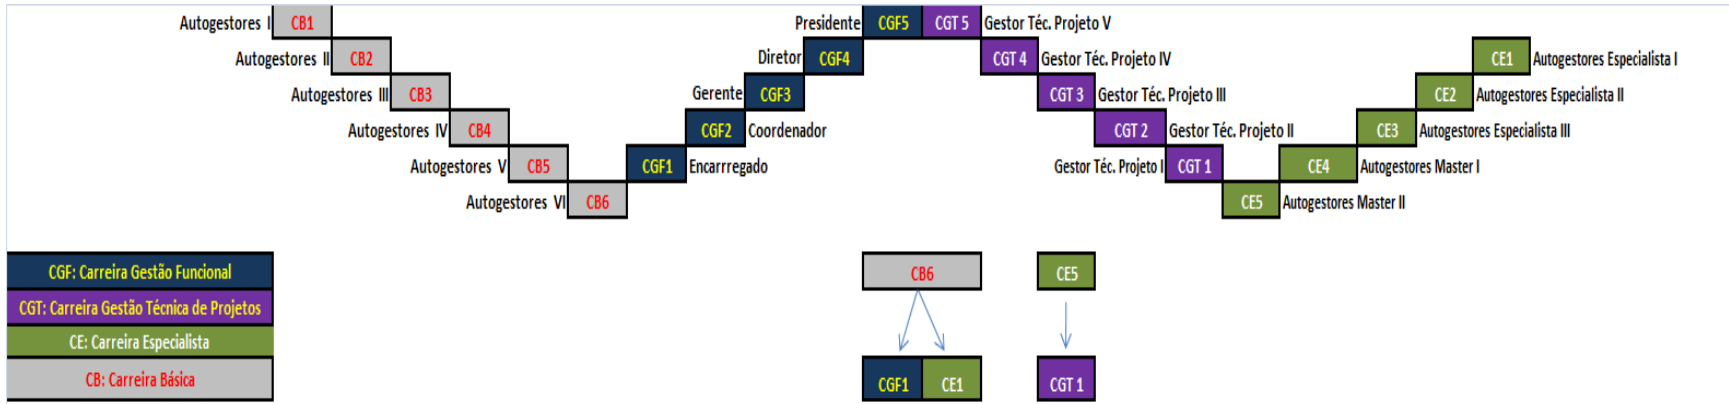 Autogestores I CB1 Presidente CGF5 CGT 5 Gestor Téc. Projeto V
Autogestores II CB2 Diretor CGF4 CGT 4 Gestor Téc. Projeto IV CE1 Autogestores Especialista I
Autogestores III CB3 Gerente CGF3 CGT 3 Gestor Téc. Projeto III CE2 Autogestores Especialista II
Autogestores IV CB4 CGF2 Coordenador CGT 2 Gestor Téc. Projeto II CE3 Autogestores Especialista III
Autogestores V CB5 CGF1 Encarrregado Gestor Téc. Projeto I CGT 1 CE4 Autogestores Master I
Autogestores VI CB6 CE5 Autogestores Master II
CGF: Carreira Gestão Funcional CB6 CE5
CGT: Carreira Gestão Técnica de Projetos
CE: Carreira Especialista
CB: Carreira Básica CGF1 CE1 CGT 1